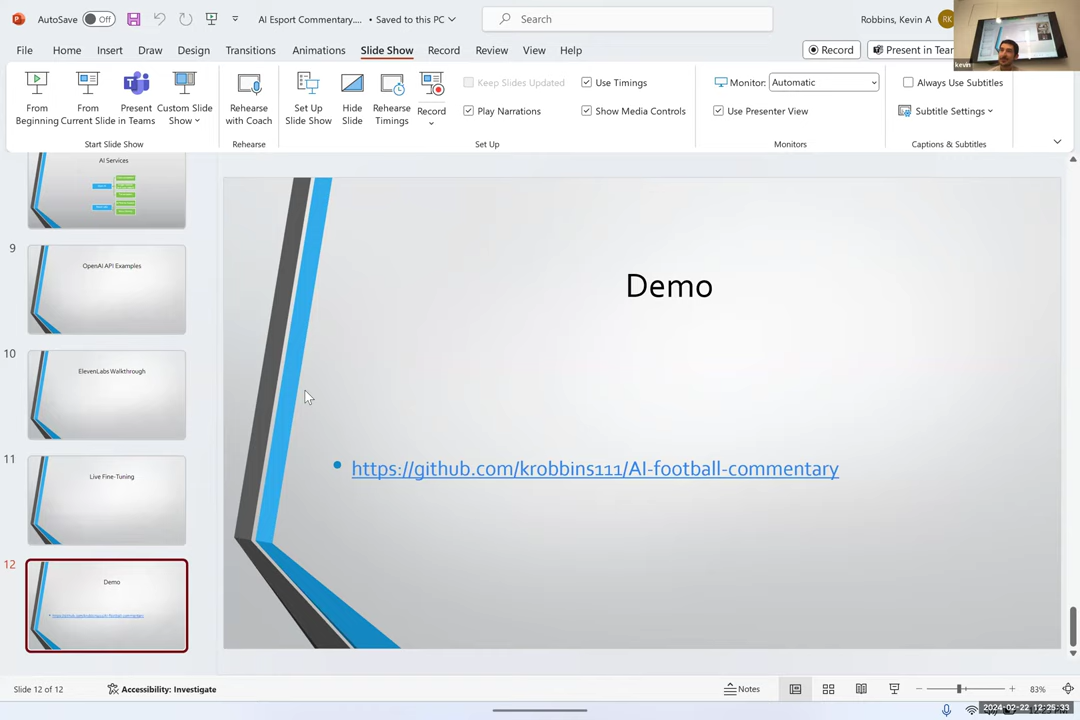 AutoSave Off
AI Esport Commentary.... • Saved to this PC
Search
Robbins, Kevin A
RK
File Home Insert Draw Design Transitions Animations Slide Show Record Review View Help
Record
Present in Team
kevin
From Beginning
From Current Slide
Present in Teams
Custom Slide Show
Rehearse with Coach
Set Up Slide Show
Hide Slide
Rehearse Timings
Record
Keep Slides Updated
Use Timings
Play Narrations
Show Media Controls
Monitor: Automatic
Use Presenter View
Always Use Subtitles
Subtitle Settings
Start Slide Show
Rehearse
Set Up
Monitors
Captions & Subtitles
AI Services
9
OpenAI API Examples
10
ElevenLabs Walkthrough
11
Live Fine-Tuning
12
Demo
Demo
• https://github.com/krobbins111/AI-football-commentary
Slide 12 of 12
Accessibility: Investigate
Notes
83%
2024-02-22 12:25:33